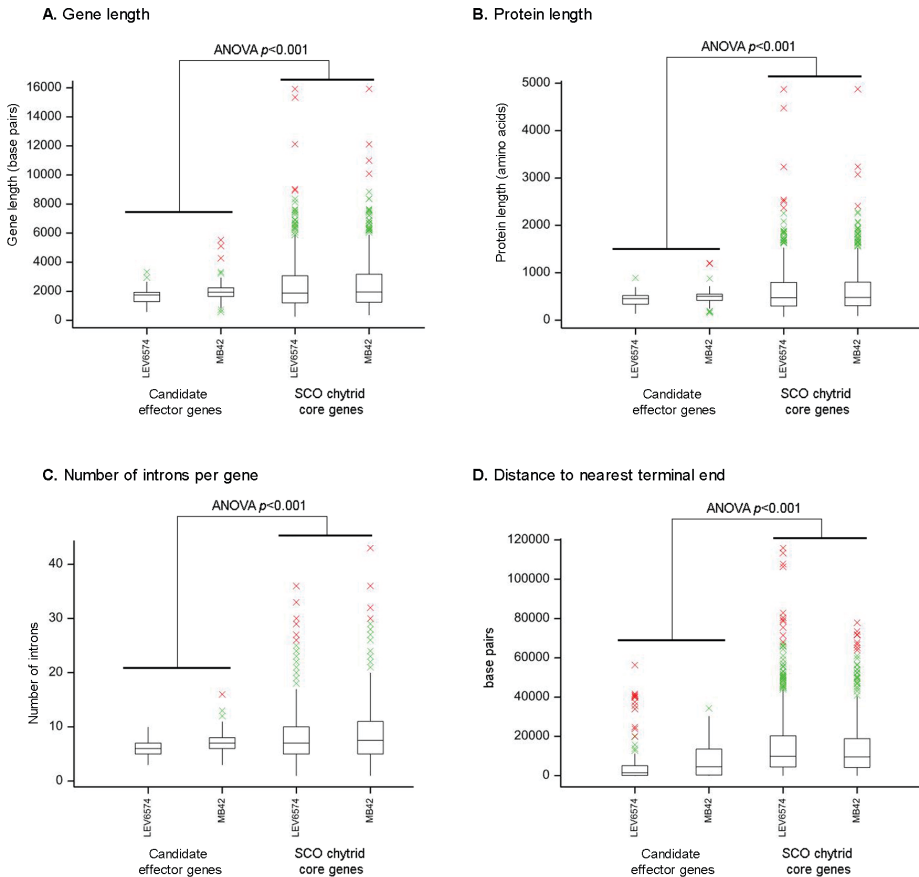 A. Gene length
ANOVA p<0.001
Gene length (base pairs)
16000
14000
12000
10000
8000
6000
4000
2000
0
LEV6574
MB42
LEV6574
MB42
Candidate
effector genes
SCO chytrid
core genes
B. Protein length
ANOVA p<0.001
Protein length (amino acids)
5000
4000
3000
2000
1000
0
LEV6574
MB42
LEV6574
MB42
Candidate
effector genes
SCO chytrid
core genes
C. Number of introns per gene
ANOVA p<0.001
Number of introns
40
30
20
10
0
LEV6574
MB42
LEV6574
MB42
Candidate
effector genes
SCO chytrid
core genes
D. Distance to nearest terminal end
ANOVA p<0.001
base pairs
120000
100000
80000
60000
40000
20000
0
LEV6574
MB42
LEV6574
MB42
Candidate
effector genes
SCO chytrid
core genes